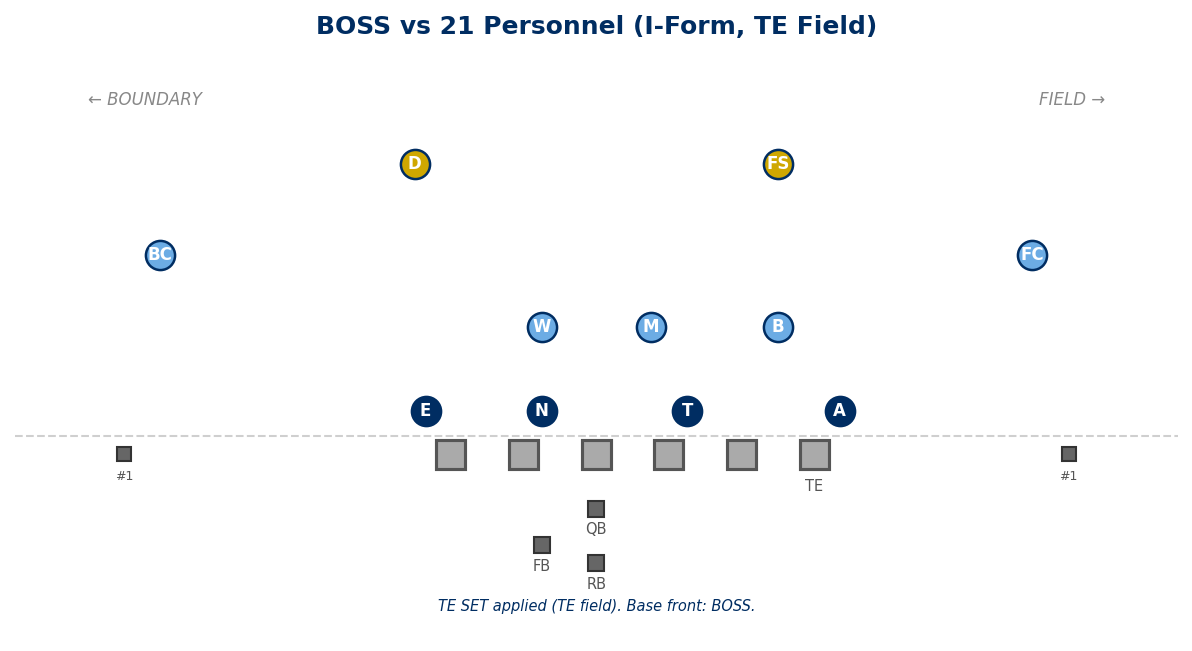 BOSS vs 21 Personnel (I-Form, TE Field)
← BOUNDARY
FIELD →
D
FS
BC
FC
W
M
B
E
N
T
A
#1
#1
TE
QB
FB
RB
TE SET applied (TE field). Base front: BOSS.